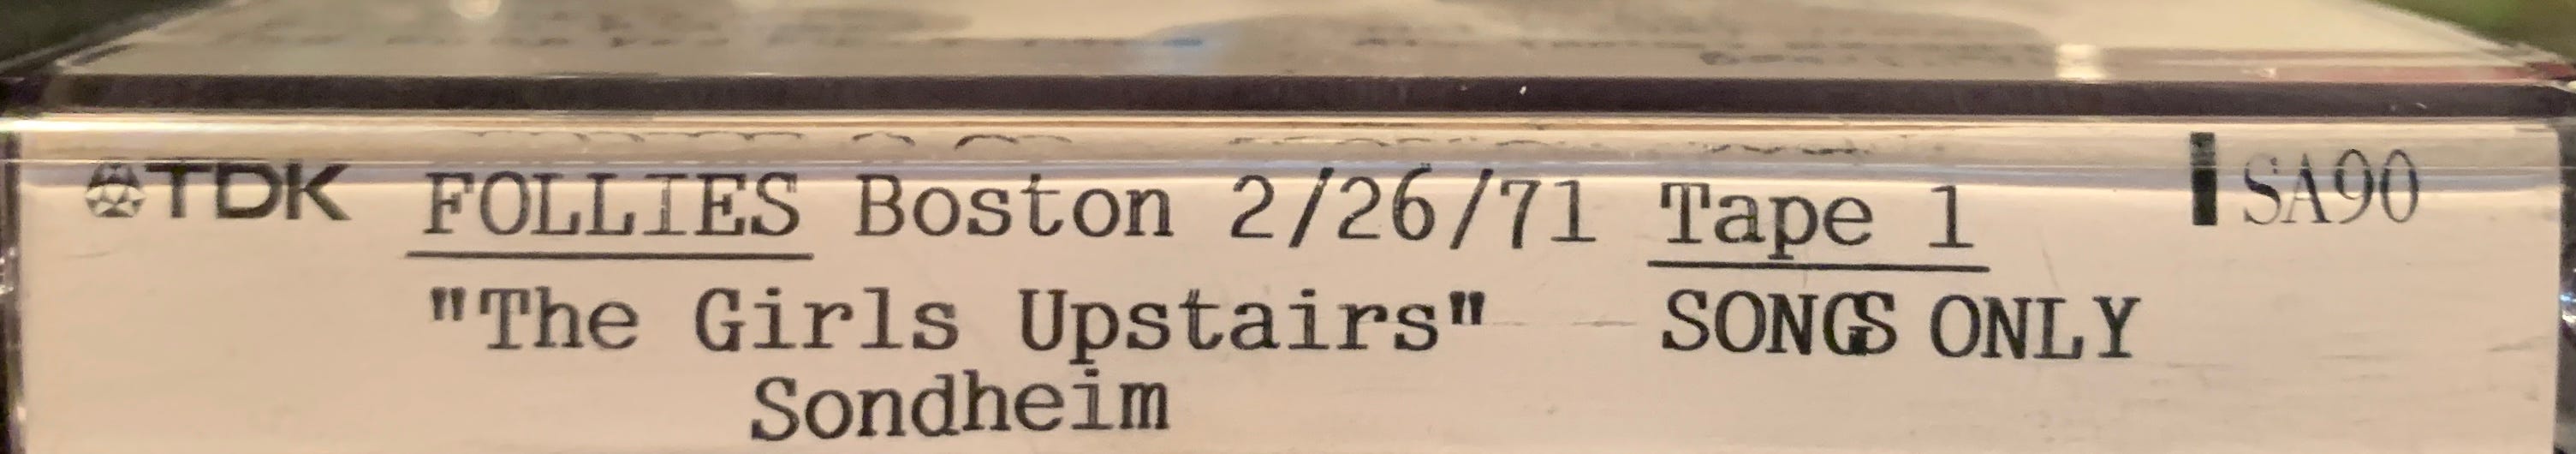 TDK FOLLIES Boston 2/26/71 Tape 1 SA90
"The Girls Upstairs" SONGS ONLY
Sondheim